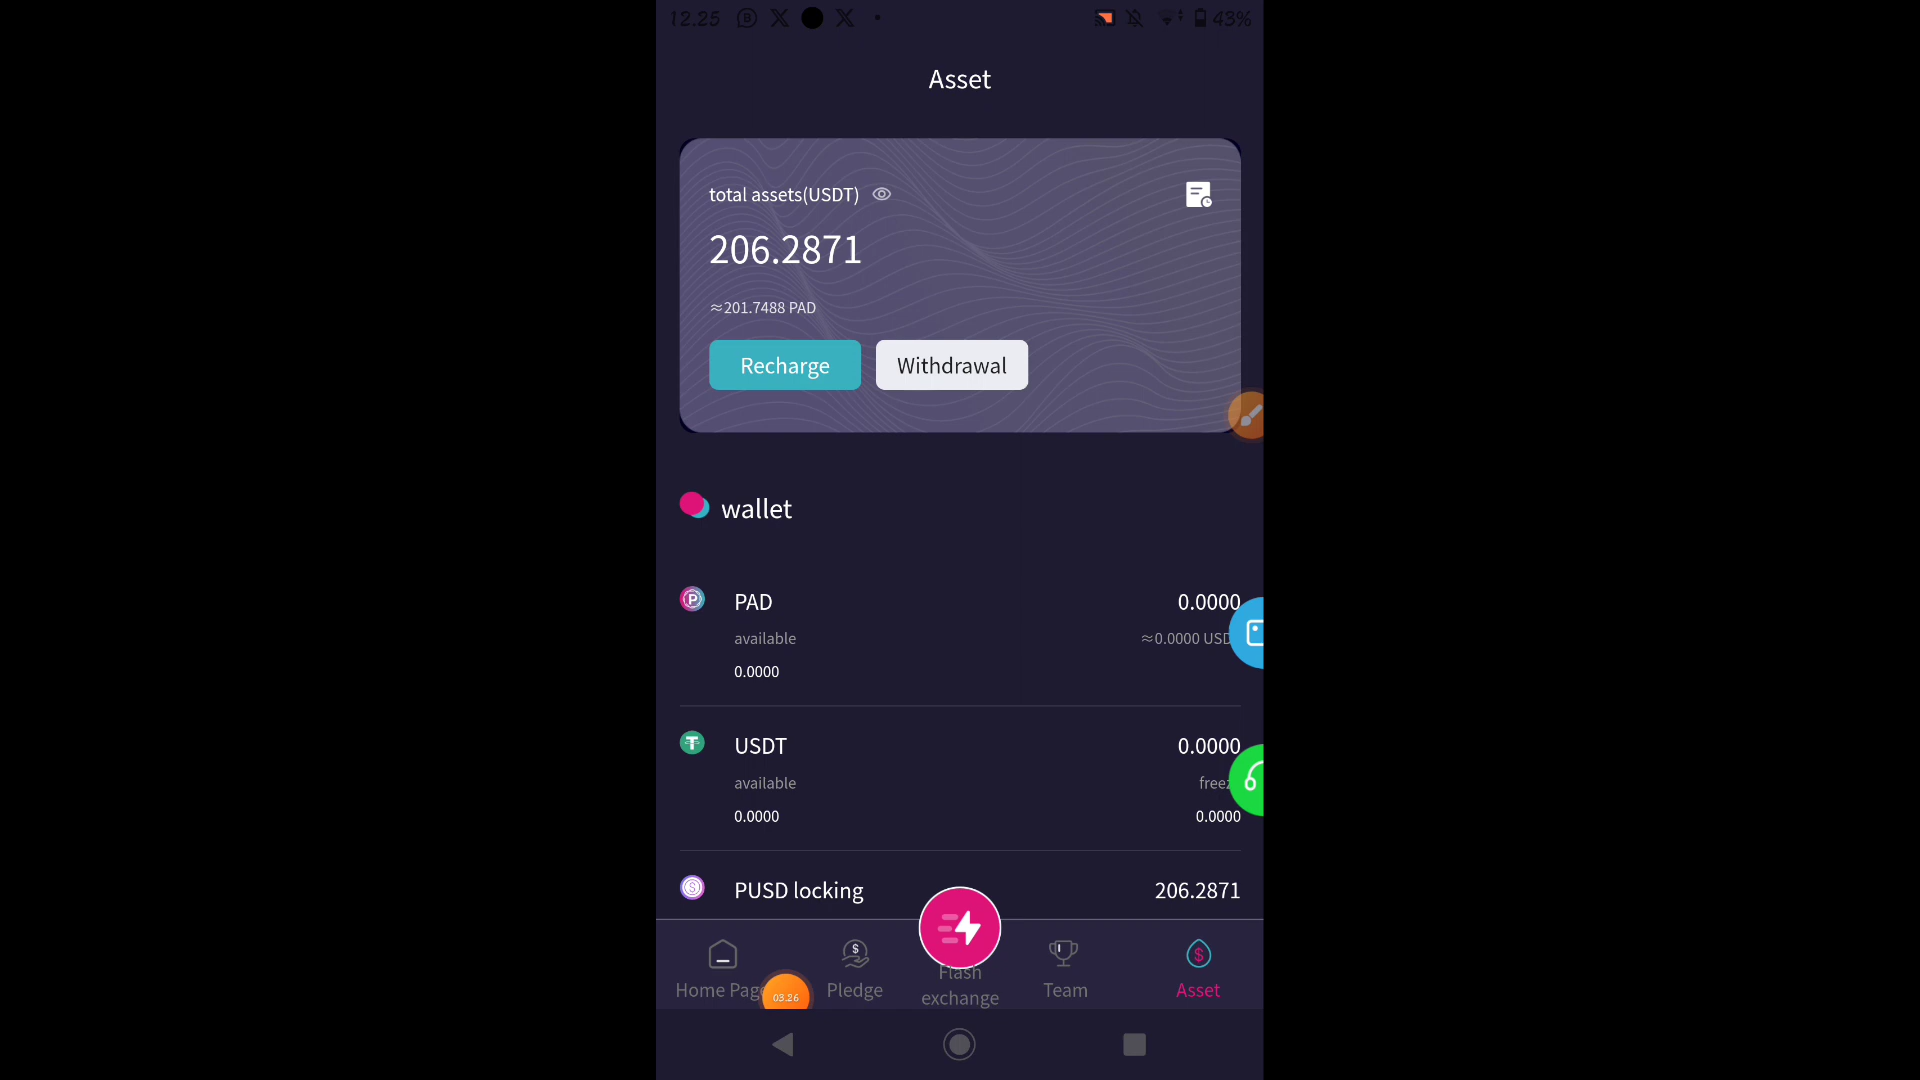 12.25
43%
Asset
total assets(USDT)
206.2871
≈201.7488 PAD
Recharge
Withdrawal
wallet
PAD
0.0000
available
≈0.0000 USD
0.0000
USDT
0.0000
available
freez
0.0000
0.0000
PUSD locking
206.2871
Home Page
03.26
Pledge
Flash
exchange
Team
Asset